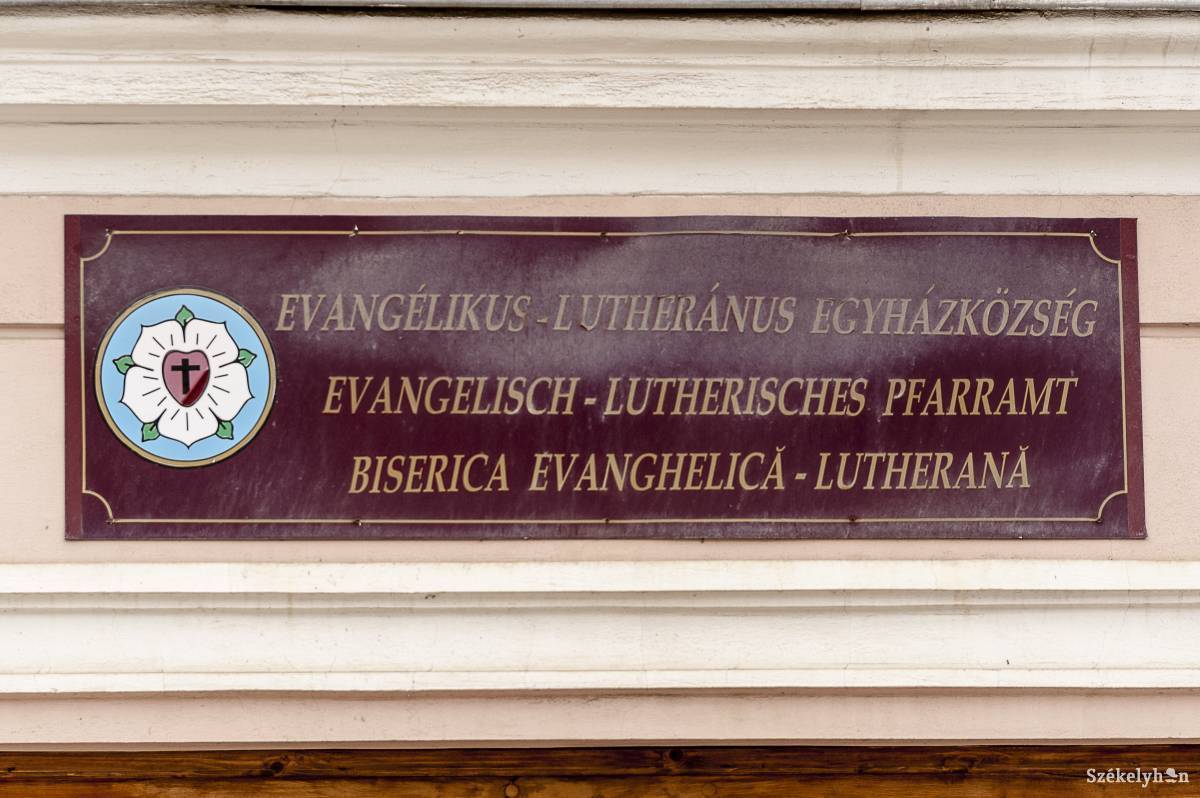 EVANGÉLIKUS - LUTHERÁNUS EGYHÁZKÖZSÉG
EVANGELISCH - LUTHERISCHES PFARRAMT
BISERICA EVANGHELICĂ - LUTHERANĂ
Székelyhon